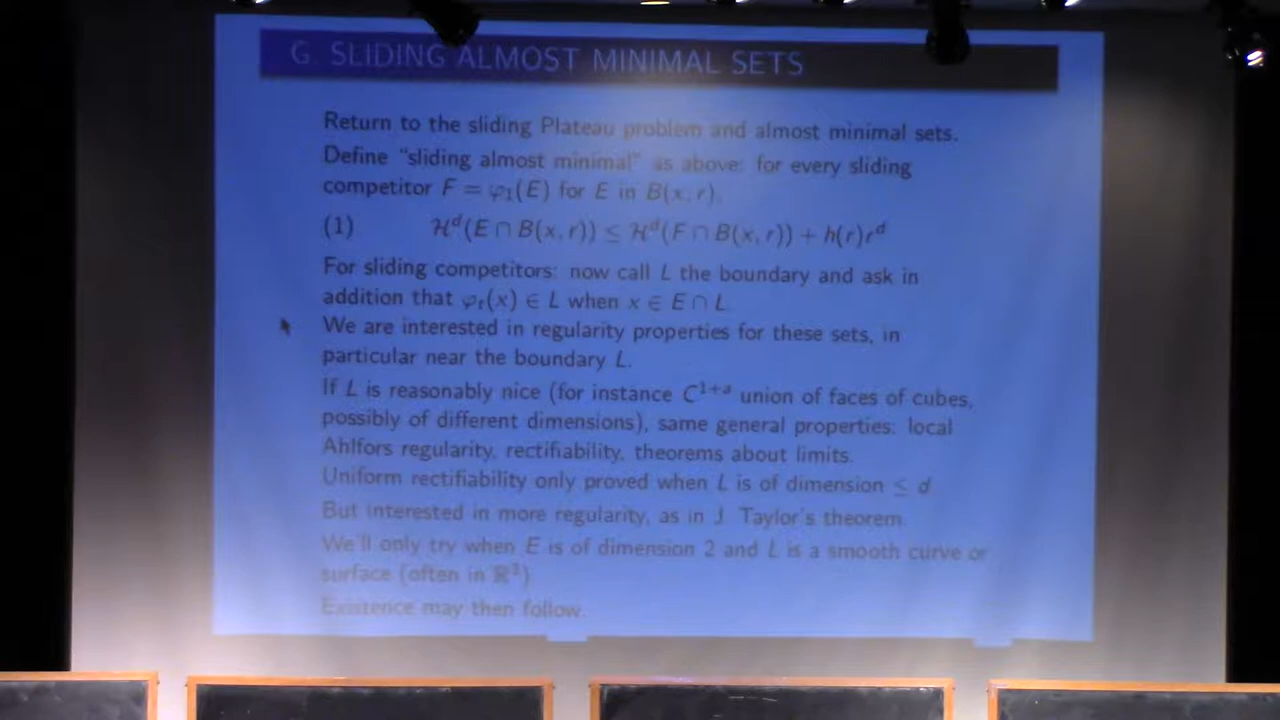 G. SLIDING ALMOST MINIMAL SETS
Return to the sliding Plateau problem and almost minimal sets.
Define "sliding almost minimal" as above: for every sliding
competitor F = φ₁(E) for E in B(x, r),
(1) ℋᵈ(E ∩ B(x, r)) ≤ ℋᵈ(F ∩ B(x, r)) + h(r)rᵈ
For sliding competitors: now call L the boundary and ask in
addition that φₜ(x) ∈ L when x ∈ E ∩ L.
We are interested in regularity properties for these sets, in
particular near the boundary L.
If L is reasonably nice (for instance C¹⁺ᵃ union of faces of cubes,
possibly of different dimensions), same general properties: local
Ahlfors regularity, rectifiability, theorems about limits.
Uniform rectifiability only proved when L is of dimension ≤ d
But interested in more regularity, as in J. Taylor's theorem.
We'll only try when E is of dimension 2 and L is a smooth curve or
surface (often in ℝ³)
Existence may then follow.